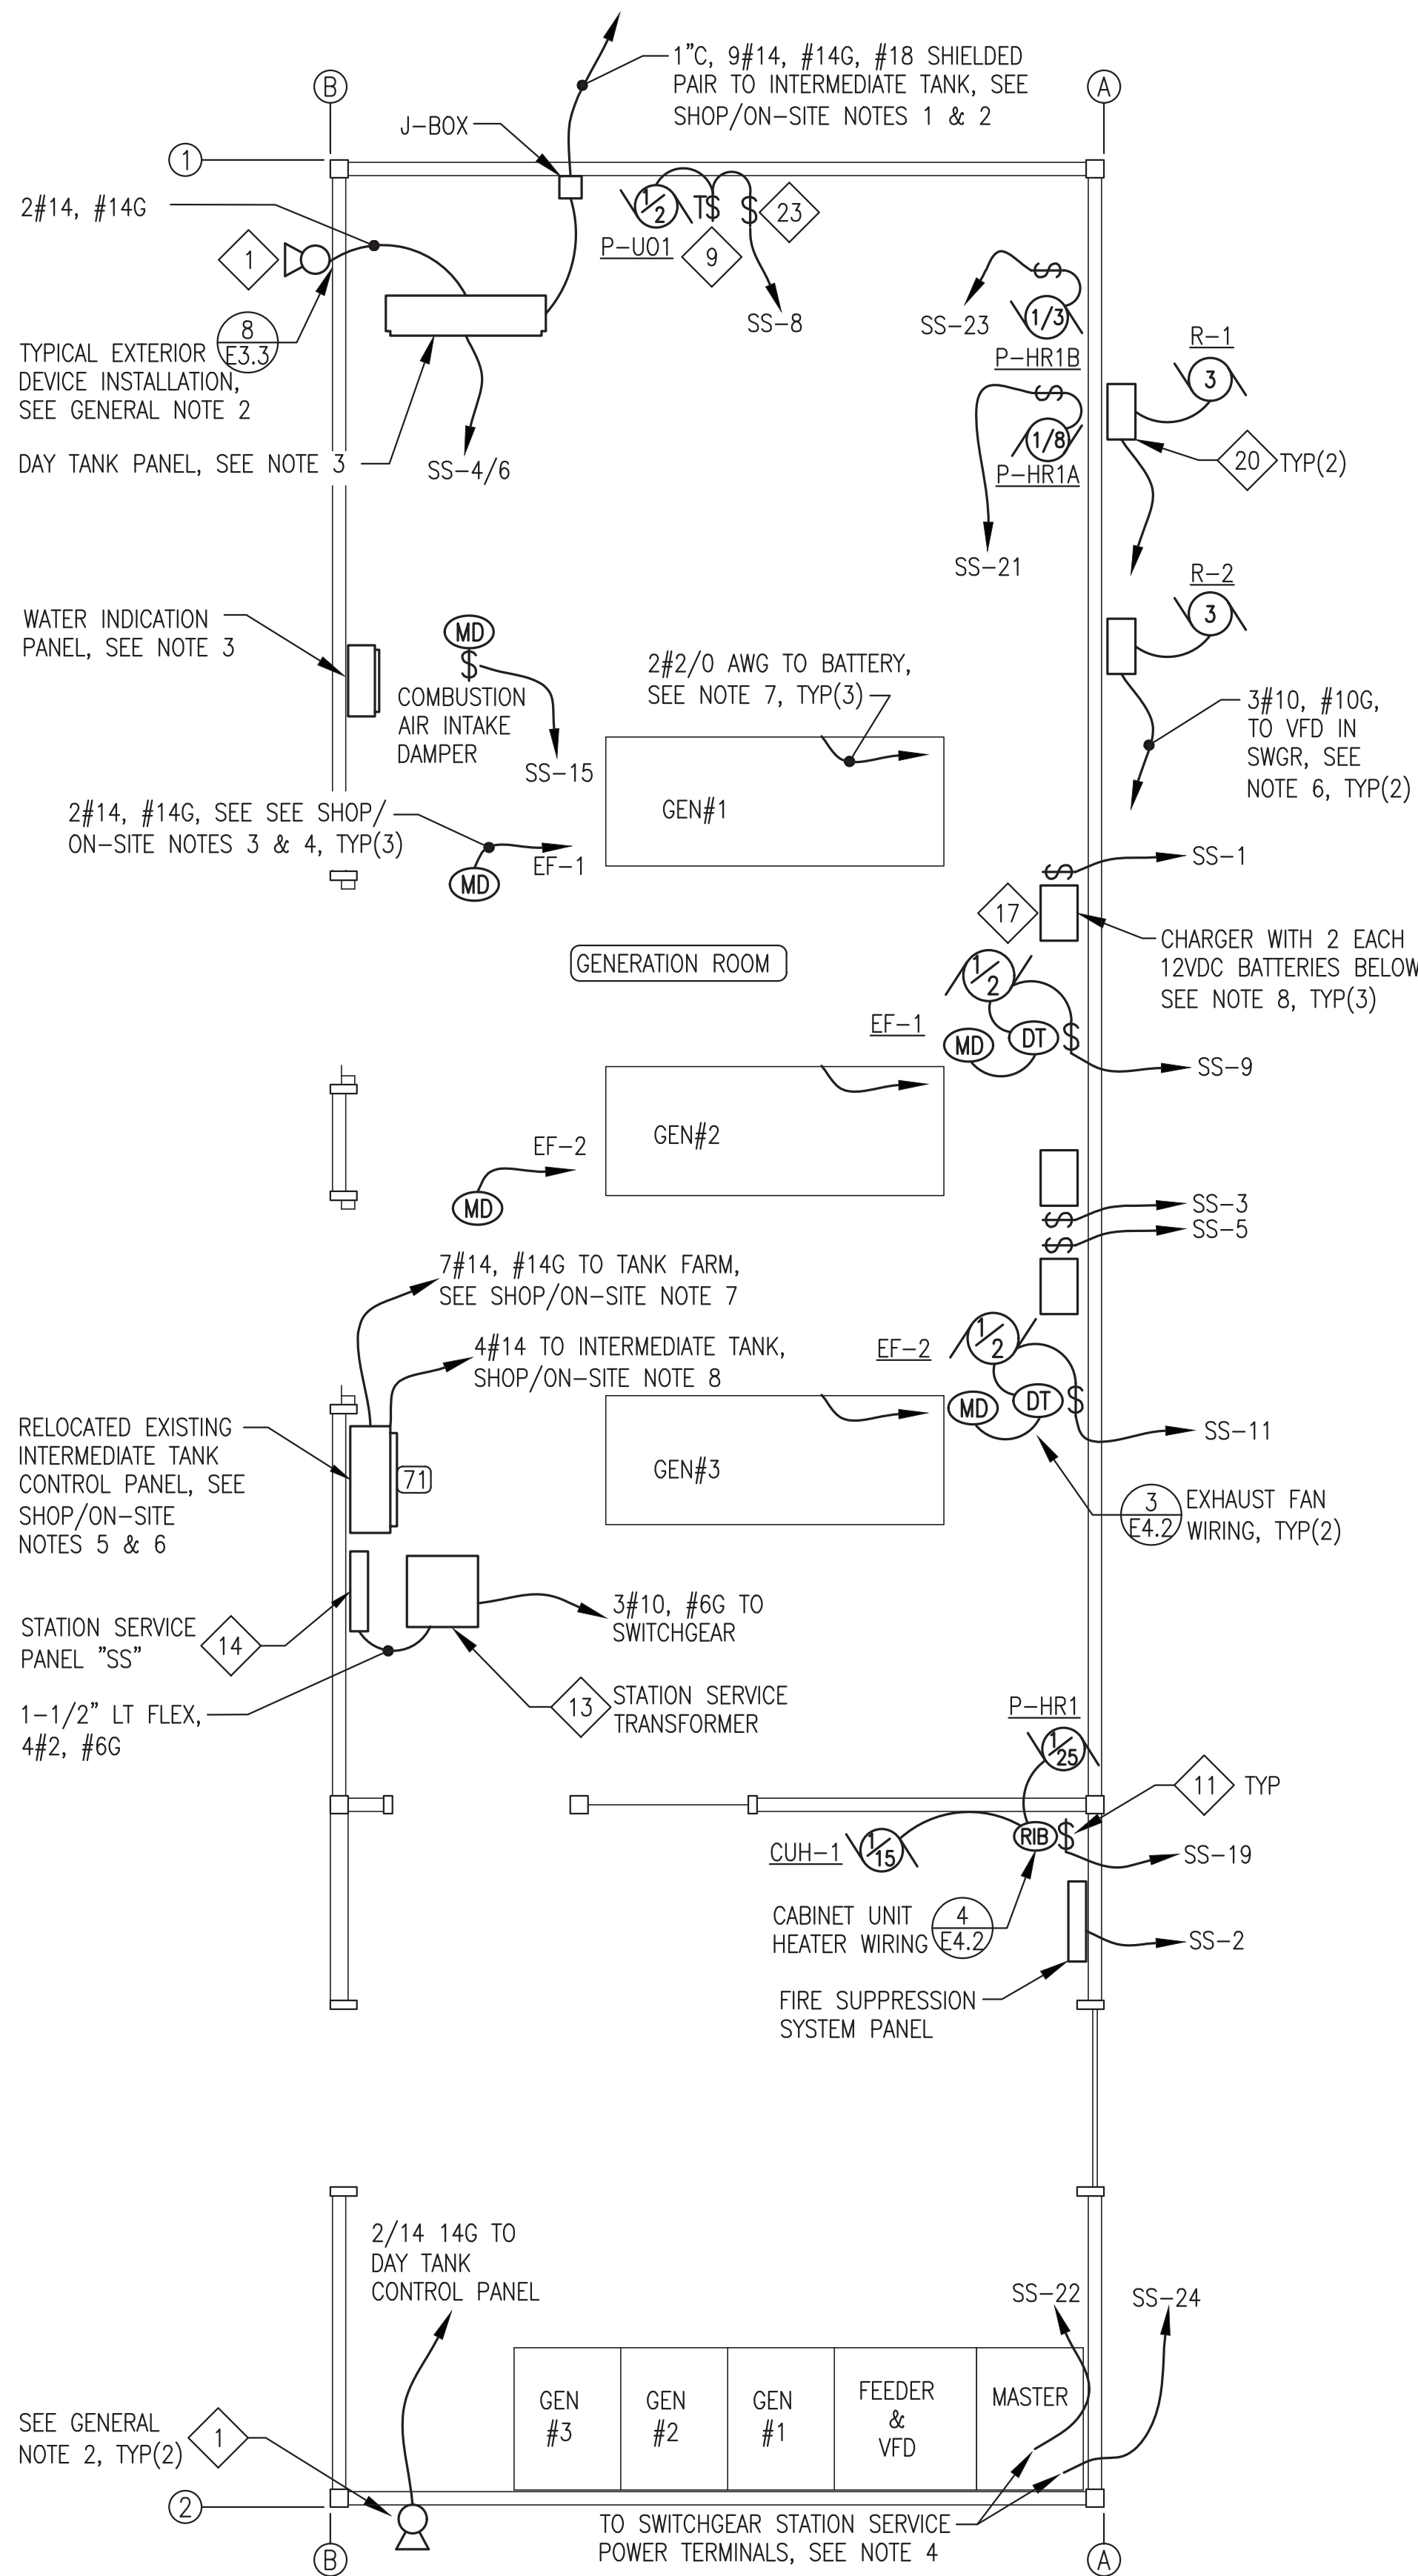 1"C, 9#14, #14G, #18 SHIELDED
PAIR TO INTERMEDIATE TANK, SEE
SHOP/ON-SITE NOTES 1 & 2
B
A
J-BOX
1
2#14, #14G
1/2
T$
$
23
P-UO1
9
1
SS-8
$
SS-23
1/3
P-HR1B
8
E3.3
TYPICAL EXTERIOR
DEVICE INSTALLATION,
SEE GENERAL NOTE 2
R-1
3
$
1/8
P-HR1A
DAY TANK PANEL, SEE NOTE 3
SS-4/6
20
TYP(2)
SS-21
R-2
3
WATER INDICATION
PANEL, SEE NOTE 3
MD
$
COMBUSTION
AIR INTAKE
DAMPER
SS-15
2#2/0 AWG TO BATTERY,
SEE NOTE 7, TYP(3)
3#10, #10G,
TO VFD IN
SWGR, SEE
NOTE 6, TYP(2)
GEN#1
2#14, #14G, SEE SEE SHOP/
ON-SITE NOTES 3 & 4, TYP(3)
EF-1
MD
$
SS-1
17
CHARGER WITH 2 EACH
12VDC BATTERIES BELOW
SEE NOTE 8, TYP(3)
GENERATION ROOM
1/2
EF-1
MD
DT
$
SS-9
GEN#2
EF-2
MD
$
SS-3
$
SS-5
7#14, #14G TO TANK FARM,
SEE SHOP/ON-SITE NOTE 7
4#14 TO INTERMEDIATE TANK,
SHOP/ON-SITE NOTE 8
1/2
EF-2
MD
DT
$
SS-11
RELOCATED EXISTING
INTERMEDIATE TANK
CONTROL PANEL, SEE
SHOP/ON-SITE
NOTES 5 & 6
71
GEN#3
3
E4.2
EXHAUST FAN
WIRING, TYP(2)
3#10, #6G TO
SWITCHGEAR
STATION SERVICE
PANEL "SS"
14
13
STATION SERVICE
TRANSFORMER
1-1/2" LT FLEX,
4#2, #6G
P-HR1
1/25
11
TYP
CUH-1
1/15
RIB
$
SS-19
CABINET UNIT
HEATER WIRING
4
E4.2
SS-2
FIRE SUPPRESSION
SYSTEM PANEL
2/14 14G TO
DAY TANK
CONTROL PANEL
SS-22
SS-24
GEN
#3
GEN
#2
GEN
#1
FEEDER
&
VFD
MASTER
SEE GENERAL
NOTE 2, TYP(2)
1
2
TO SWITCHGEAR STATION SERVICE
POWER TERMINALS, SEE NOTE 4
B
A